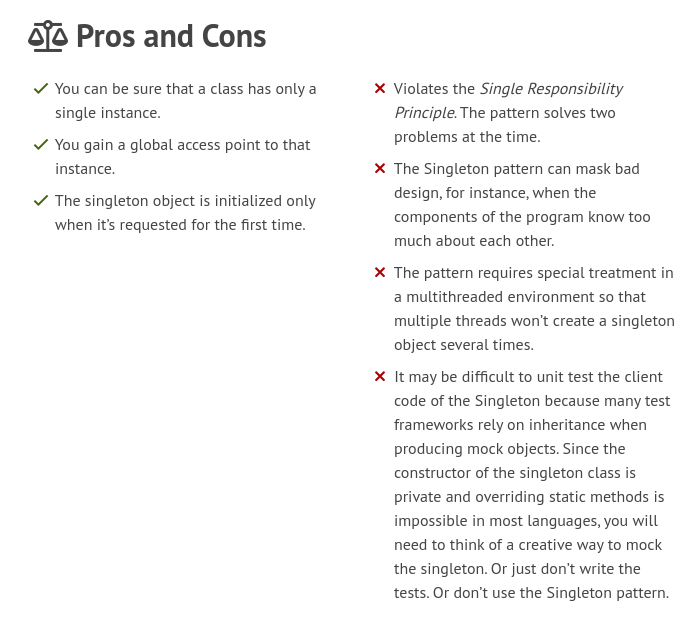 Pros and Cons
You can be sure that a class has only a
single instance.
You gain a global access point to that
instance.
The singleton object is initialized only
when it’s requested for the first time.
Violates the Single Responsibility
Principle. The pattern solves two
problems at the time.
The Singleton pattern can mask bad
design, for instance, when the
components of the program know too
much about each other.
The pattern requires special treatment in
a multithreaded environment so that
multiple threads won’t create a singleton
object several times.
It may be difficult to unit test the client
code of the Singleton because many test
frameworks rely on inheritance when
producing mock objects. Since the
constructor of the singleton class is
private and overriding static methods is
impossible in most languages, you will
need to think of a creative way to mock
the singleton. Or just don’t write the
tests. Or don’t use the Singleton pattern.